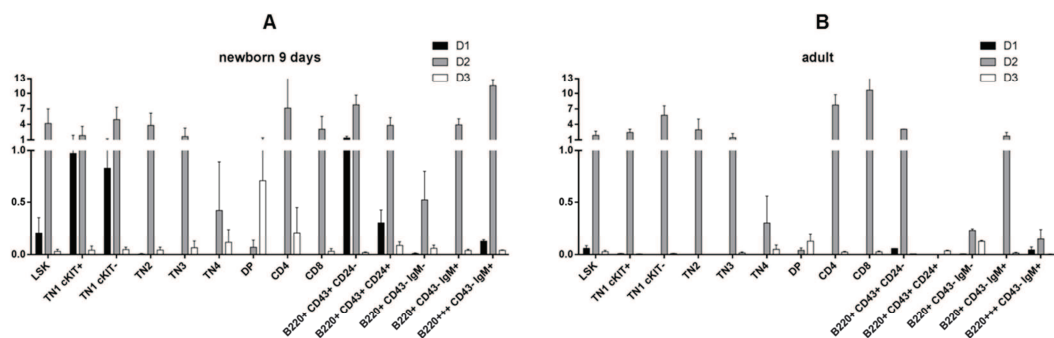 A
newborn 9 days
D1
D2
D3
13
10
7
4
1
1.0
0.5
0.0
LSK
TN1 cKIT+
TN1 cKIT-
TN2
TN3
TN4
DP
CD4
CD8
B220+ CD43+ CD24-
B220+ CD43+ CD24+
B220+ CD43- IgM-
B220+ CD43- IgM+
B220+++ CD43-IgM+
B
adult
D1
D2
D3
13
10
7
4
1
1.0
0.5
0.0
LSK
TN1 cKIT+
TN1 cKIT-
TN2
TN3
TN4
DP
CD4
CD8
B220+ CD43+ CD24-
B220+ CD43+ CD24+
B220+ CD43- IgM-
B220+ CD43- IgM+
B220+++ CD43-IgM+